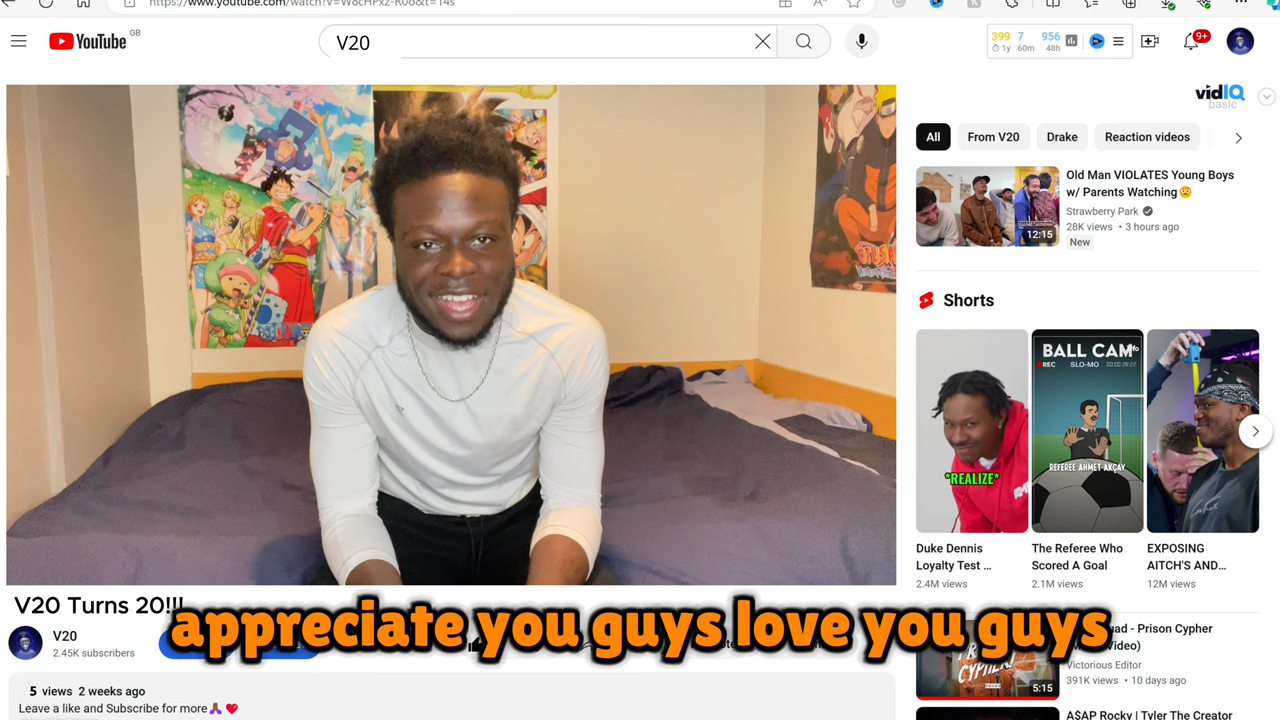 YouTube GB
V20
399 7 956
1y 60m 48h
9+
vidIQ
basic
All
From V20
Drake
Reaction videos
Old Man VIOLATES Young Boys
w/ Parents Watching😳
Strawberry Park
28K views • 3 hours ago
New
12:15
Shorts
*REALIZE*
BALL CAM
REC
SLO-MO
REFEREE AHMET AKÇAY
Duke Dennis
Loyalty Test ...
2.4M views
The Referee Who
Scored A Goal
2.1M views
EXPOSING
AITCH'S AND...
12M views
V20 Turns 20!!!
appreciate you guys love you guys
V20
2.45K subscribers
- Prison Cypher
Video)
Victorious Editor
391K views • 10 days ago
5:15
5 views 2 weeks ago
Leave a like and Subscribe for more🙏🏾 ❤️
A$AP Rocky | Tyler The Creator